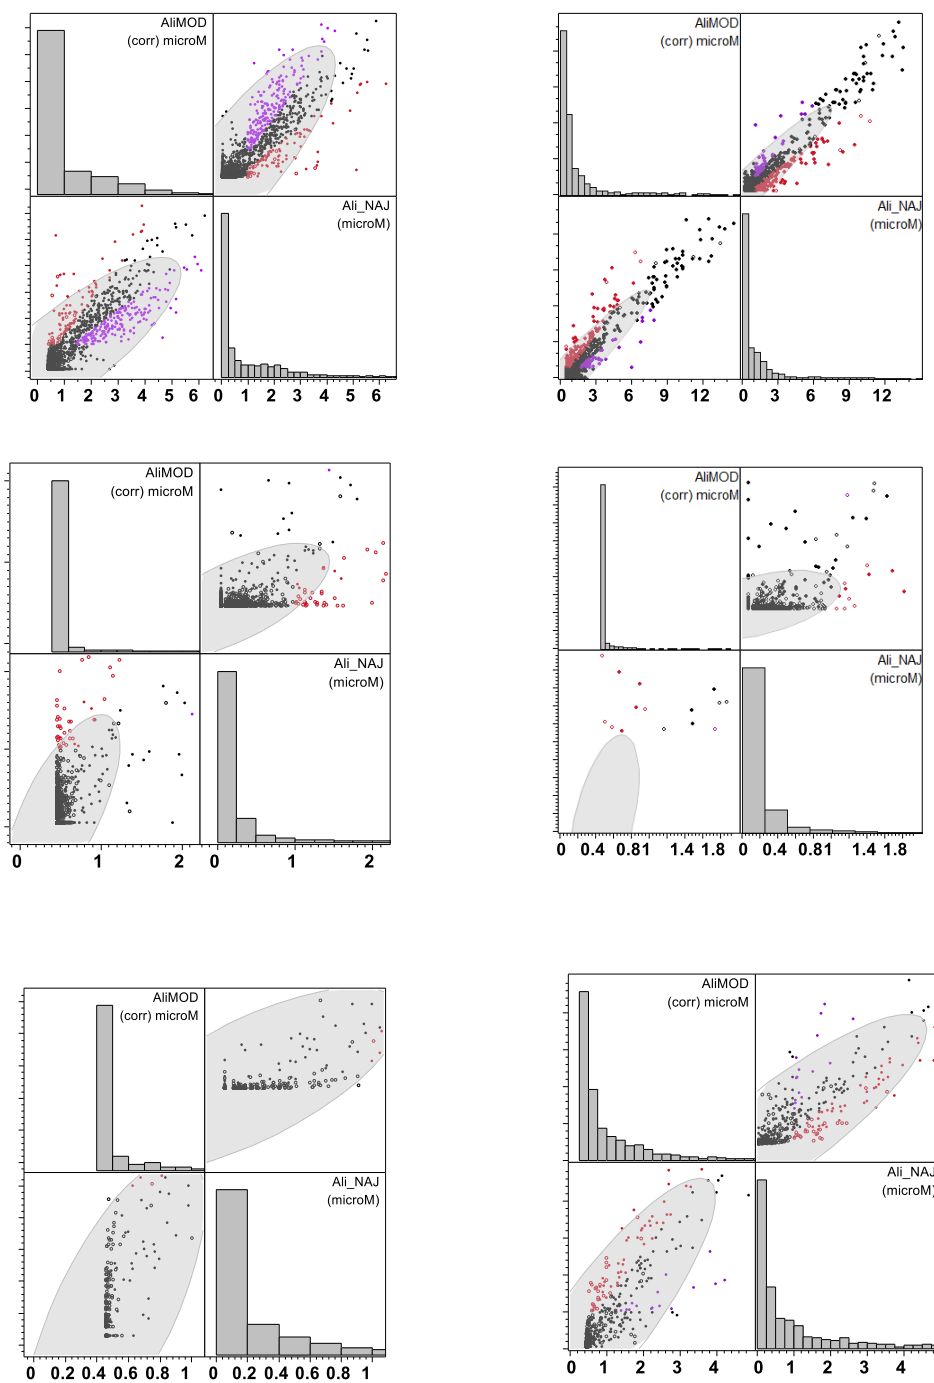 AliMOD
(corr) microM
Ali_NAJ
(microM)
0 1 2 3 4 5 6 0 1 2 3 4 5 6
AliMOD
(corr) microM
Ali_NAJ
(microM)
0 3 6 9 12 0 3 6 9 12
AliMOD
(corr) microM
Ali_NAJ
(microM)
0 1 2 0 1 2
AliMOD
(corr) microM
Ali_NAJ
(microM)
0 0.4 0.81 1.4 1.8 0 0.4 0.81 1.4 1.8
AliMOD
(corr) microM
Ali_NAJ
(microM)
0 0.2 0.4 0.6 0.8 1 0 0.2 0.4 0.6 0.8 1
AliMOD
(corr) microM
Ali_NAJ
(microM)
0 1 2 3 4 0 1 2 3 4